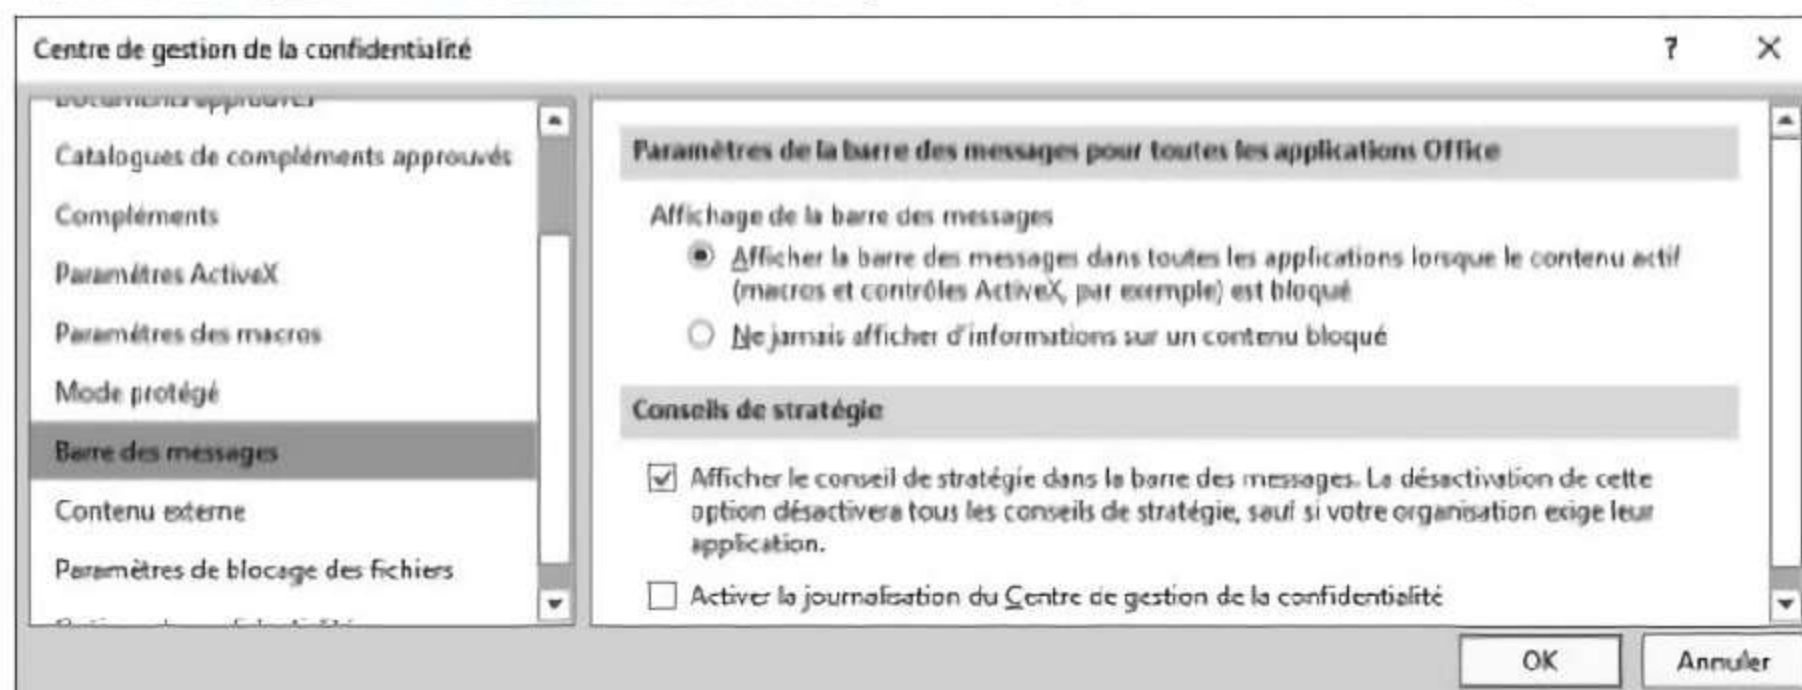 Centre de gestion de la confidentialité
?
Documents approuvés
Catalogues de compléments approuvés
Compléments
Paramètres ActiveX
Paramètres des macros
Mode protégé
Barre des messages
Contenu externe
Paramètres de blocage des fichiers
Paramètres de la barre des messages pour toutes les applications Office
Affichage de la barre des messages
Afficher la barre des messages dans toutes les applications lorsque le contenu actif
(macros et contrôles ActiveX, par exemple) est bloqué
Ne jamais afficher d'informations sur un contenu bloqué
Conseils de stratégie
Afficher le conseil de stratégie dans la barre des messages. La désactivation de cette
option désactivera tous les conseils de stratégie, sauf si votre organisation exige leur
application.
Activer la journalisation du Centre de gestion de la confidentialité
OK
Annuler